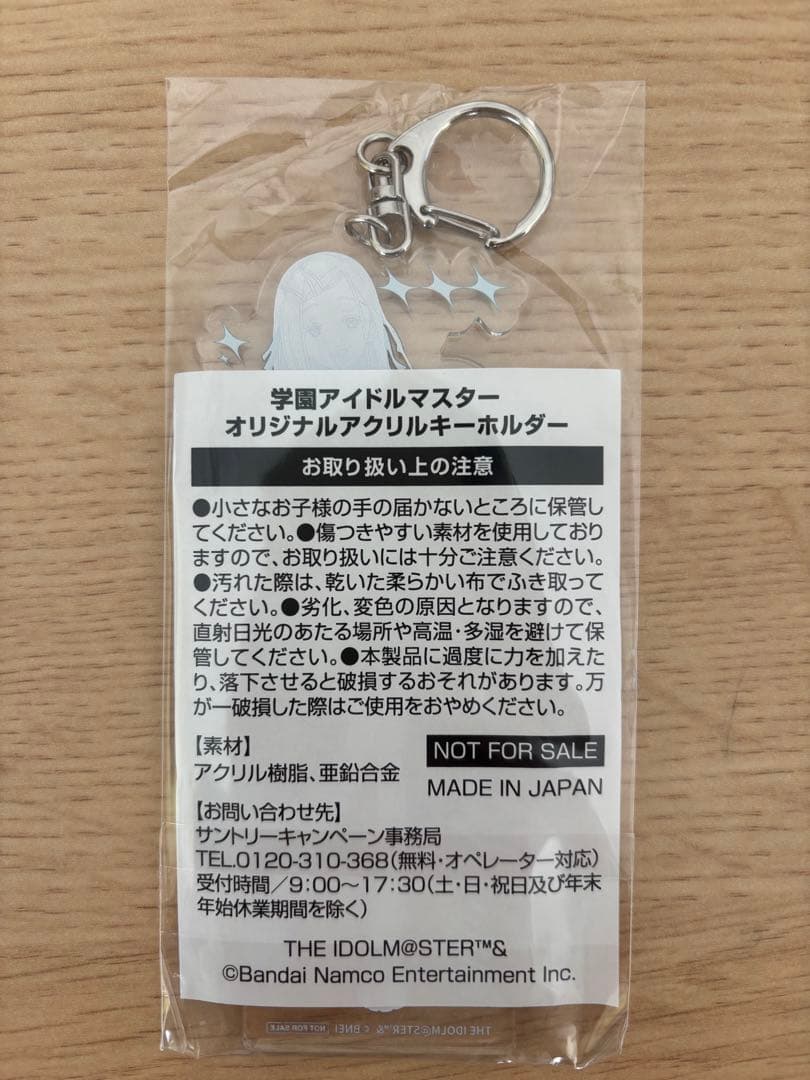 学園アイドルマスター
オリジナルアクリルキーホルダー
お取り扱い上の注意
●小さなお子様の手の届かないところに保管し
てください。●傷つきやすい素材を使用しており
ますので、お取り扱いには十分ご注意ください。
●汚れた際は、乾いた柔らかい布でふき取って
ください。●劣化、変色の原因となりますので、
直射日光のあたる場所や高温・多湿を避けて保
管してください。●本製品に過度に力を加えた
り、落下させると破損するおそれがあります。万
が一破損した際はご使用をおやめください。
【素材】
アクリル樹脂、亜鉛合金
NOT FOR SALE
MADE IN JAPAN
【お問い合わせ先】
サントリーキャンペーン事務局
TEL.0120-310-368(無料・オペレーター対応)
受付時間/9:00〜17:30(土・日・祝日及び年末
年始休業期間を除く)
THE IDOLM@STER™&
©Bandai Namco Entertainment Inc.
THE IDOLM@STER™& © BNEI NOT FOR SALE